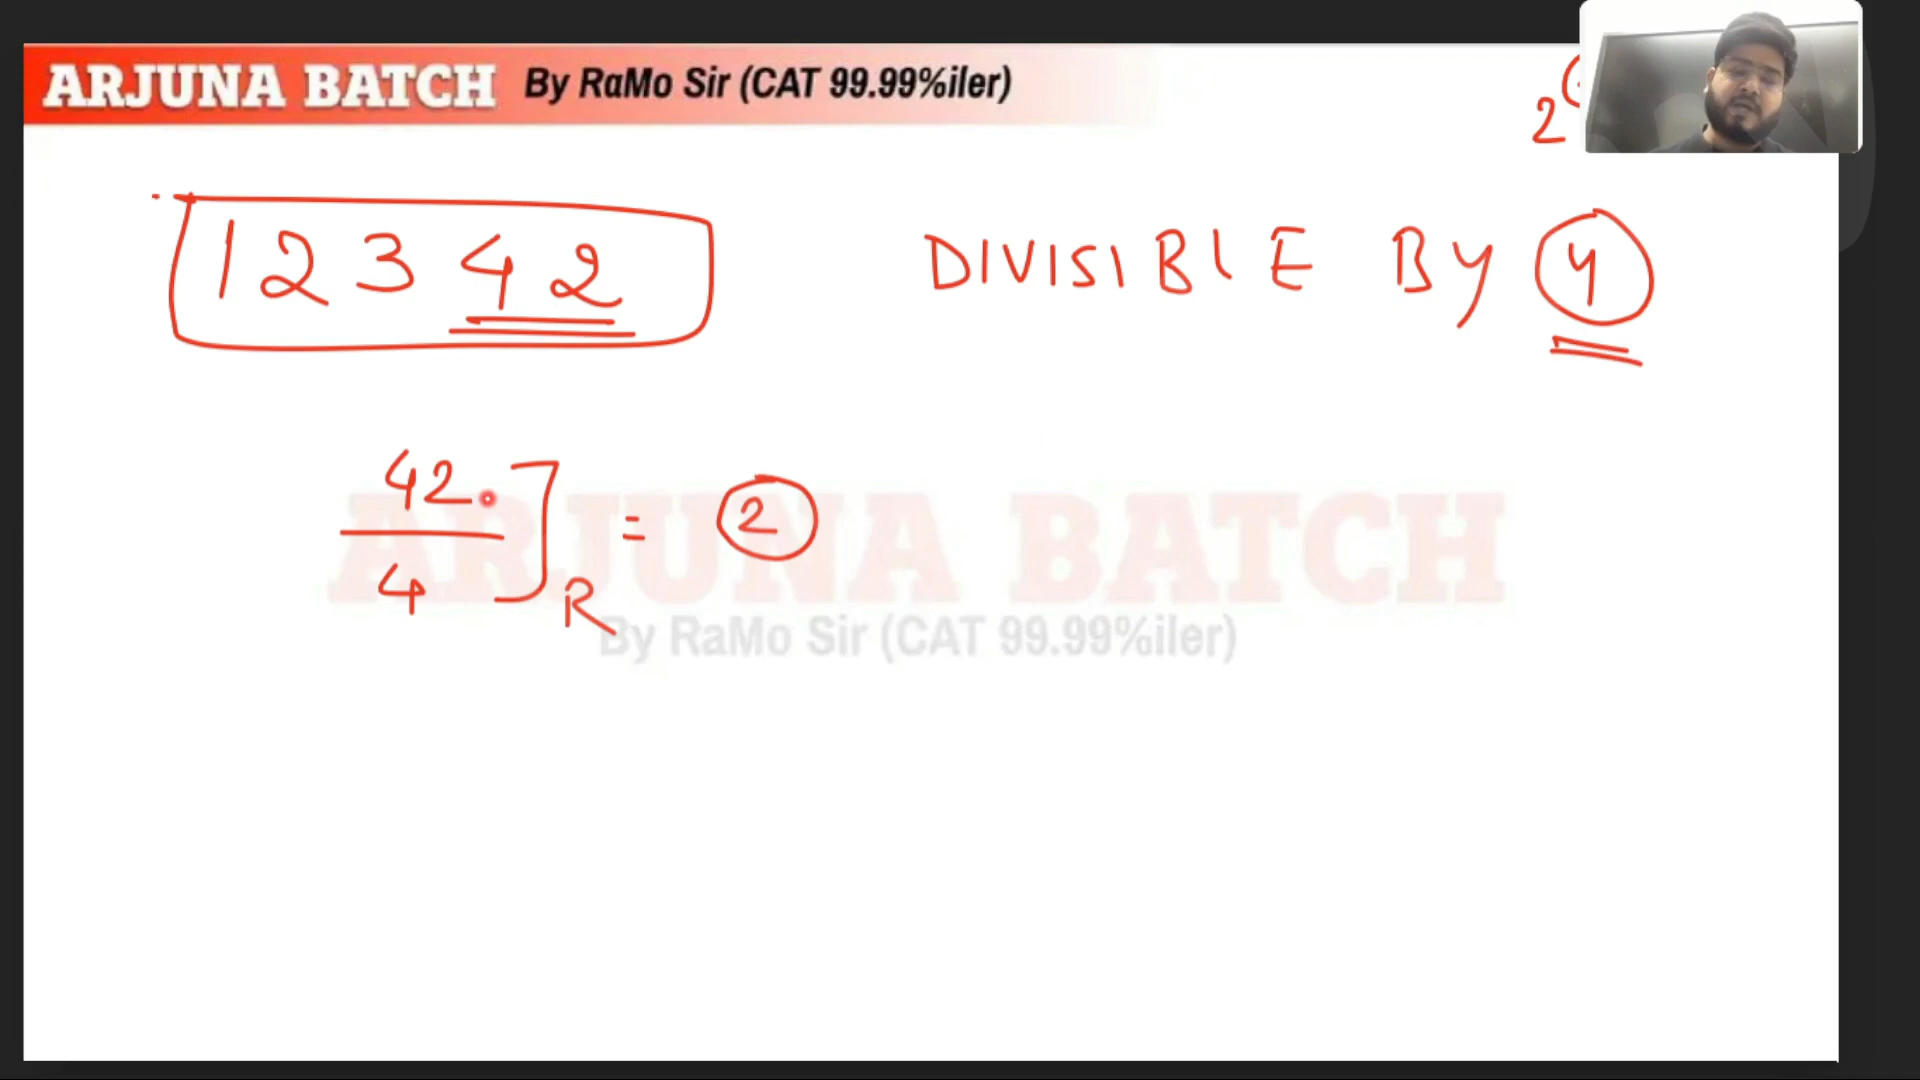 ARJUNA BATCH By RaMo Sir (CAT 99.99%iler)
2
12342 DIVISIBLE BY 4
42
4
R
= 2
ARJUNA BATCH
By RaMo Sir (CAT 99.99%iler)